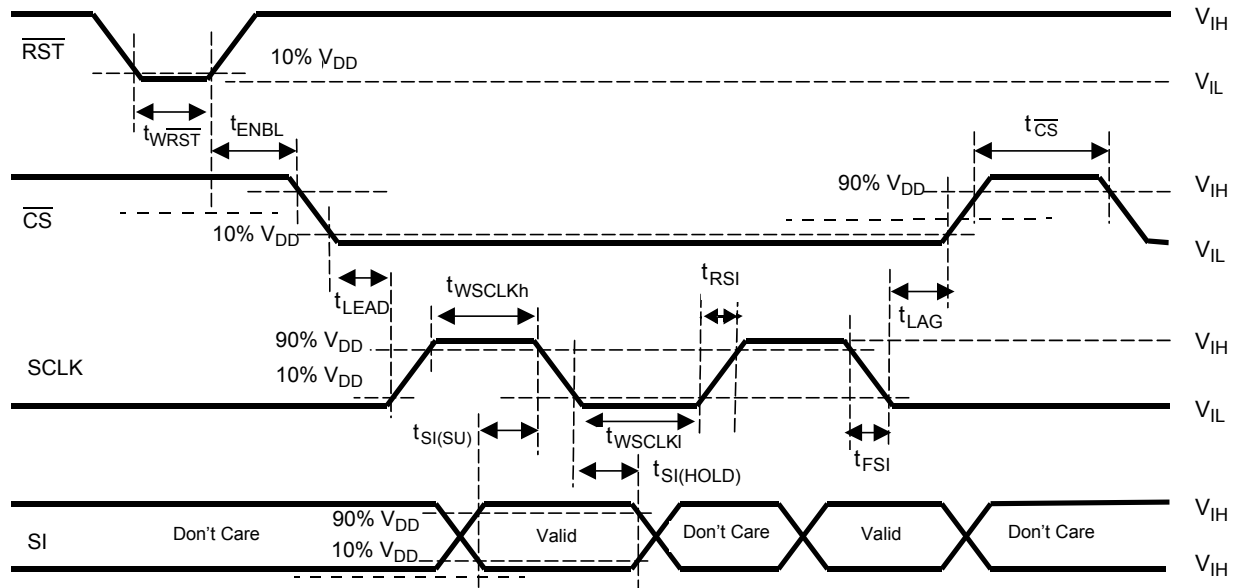 V_IH
RST
10% V_DD
V_IL
t_WRST
t_ENBL
t_CS
90% V_DD
V_IH
CS
10% V_DD
V_IL
t_LEAD
t_WSCLKh
t_RSI
t_LAG
90% V_DD
V_IH
SCLK
10% V_DD
V_IL
t_SI(SU)
t_WSCLKl
t_FSI
t_SI(HOLD)
V_IH
90% V_DD
SI
Don't Care
Valid
Don't Care
Valid
Don't Care
10% V_DD
V_IH